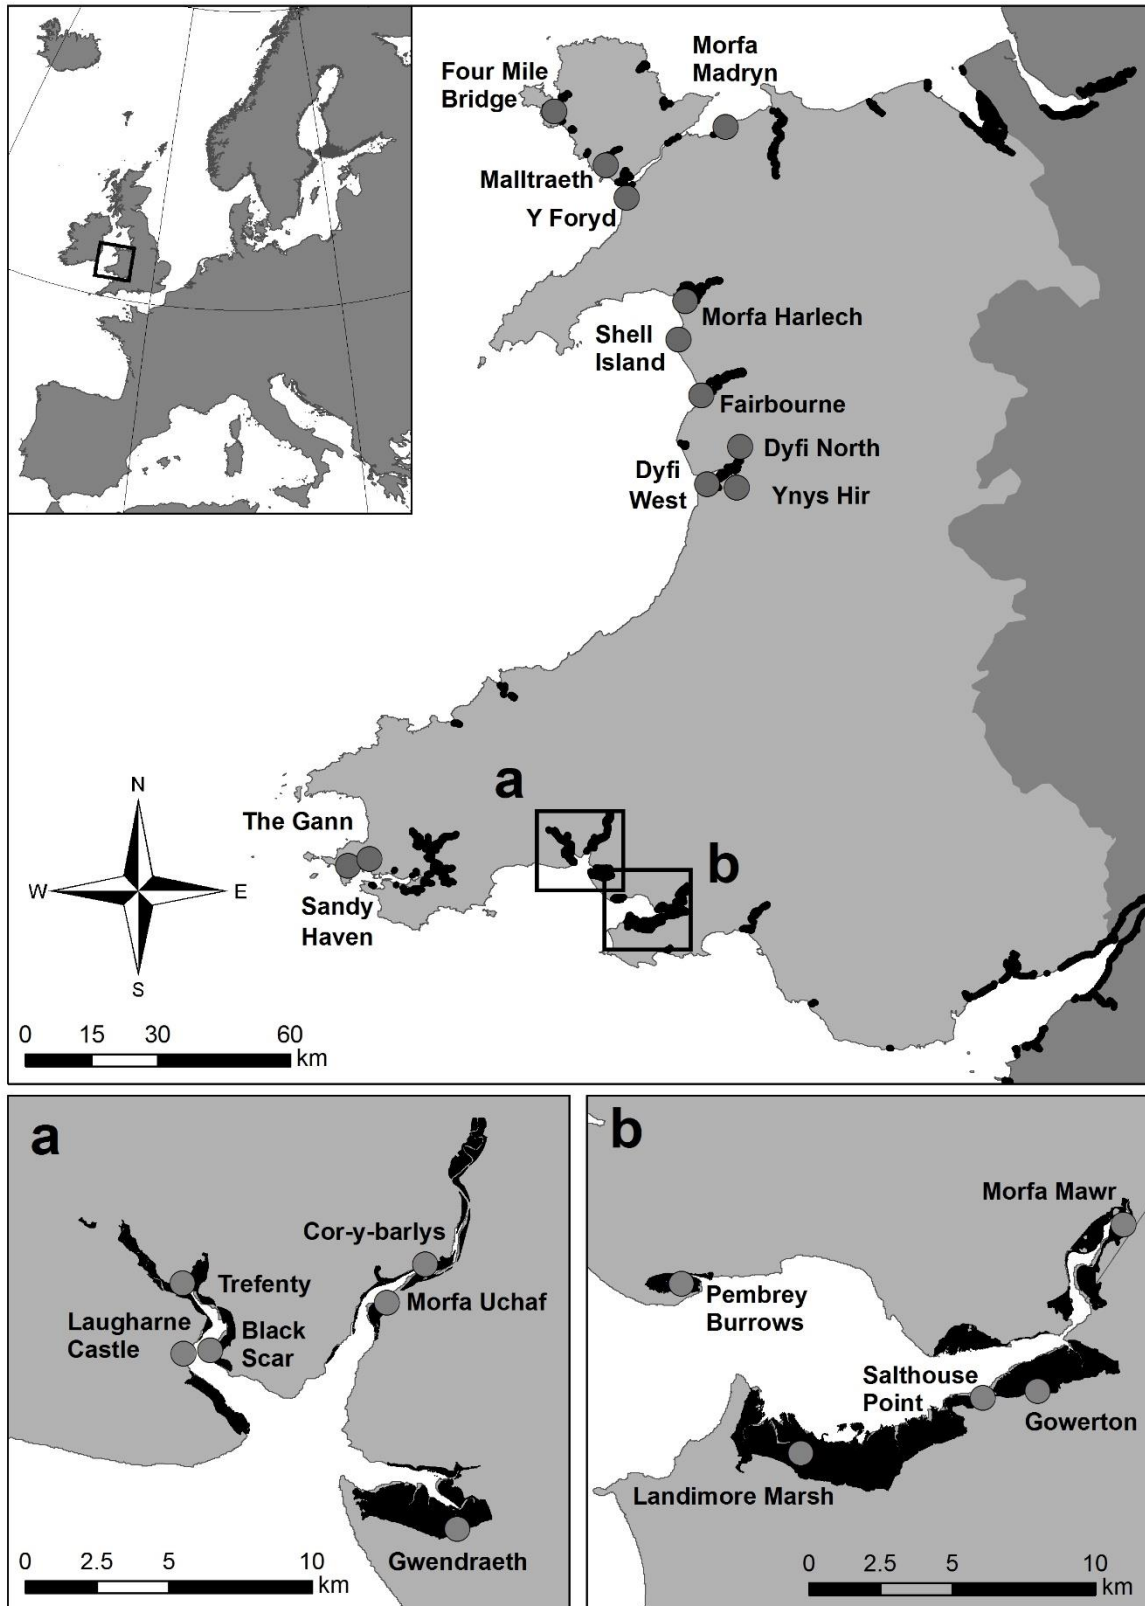 Four Mile
Bridge
Morfa
Madryn
Malltraeth
Y Foryd
Morfa Harlech
Shell
Island
Fairbourne
Dyfi North
Dyfi
West
Ynys Hir
a
b
The Gann
Sandy
Haven
N
W
E
S
0 15 30 60
km
a
Cor-y-barlys
Trefenty
Morfa Uchaf
Laugharne
Castle
Black
Scar
Gwendraeth
0 2.5 5 10
km
b
Morfa Mawr
Pembrey
Burrows
Salthouse
Point
Gowerton
Landimore Marsh
0 2.5 5 10
km